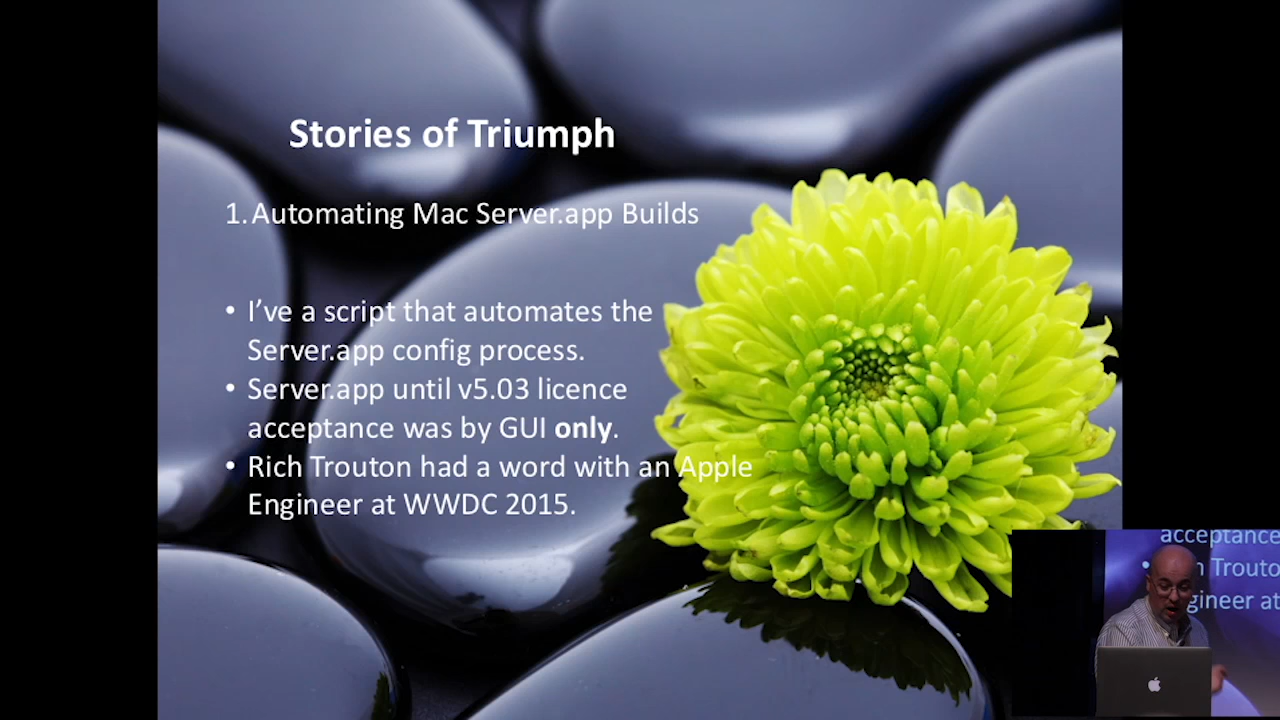 Stories of Triumph
1. Automating Mac Server.app Builds
• I've a script that automates the
Server.app config process.
• Server.app until v5.03 licence
acceptance was by GUI only.
• Rich Trouton had a word with an Apple
Engineer at WWDC 2015.
acceptance
Trouto
gineer at